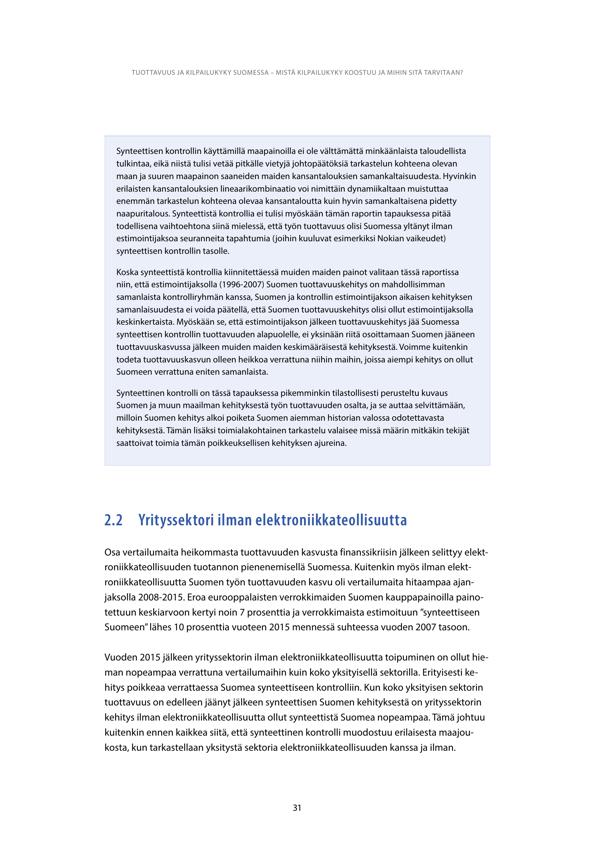 TUOTTAVUUS JA KILPAILUKYKY SUOMESSA – MISTÄ KILPAILUKYKY KOOSTUU JA MIHIN SITÄ TARVITAAN?
Synteettisen kontrollin käyttämillä maapainoilla ei ole välttämättä minkäänlaista taloudellista
tulkintaa, eikä niistä tulisi vetää pitkälle vietyjä johtopäätöksiä tarkastelun kohteena olevan
maan ja suuren maapainon saaneiden maiden kansantalouksien samankaltaisuudesta. Hyvinkin
erilaisten kansantalouksien lineaarikombinaatio voi nimittäin dynamiikaltaan muistuttaa
enemmän tarkastelun kohteena olevaa kansantaloutta kuin hyvin samankaltaisena pidetty
naapuritalous. Synteettistä kontrollia ei tulisi myöskään tämän raportin tapauksessa pitää
todellisena vaihtoehtona siinä mielessä, että työn tuottavuus olisi Suomessa yltänyt ilman
estimointijaksoa seuranneita tapahtumia (joihin kuuluvat esimerkiksi Nokian vaikeudet)
synteettisen kontrollin tasolle.
Koska synteettistä kontrollia kiinnitettäessä muiden maiden painot valitaan tässä raportissa
niin, että estimointijaksolla (1996-2007) Suomen tuottavuuskehitys on mahdollisimman
samanlaista kontrolliryhmän kanssa, Suomen ja kontrollin estimointijakson aikaisen kehityksen
samanlaisuudesta ei voida päätellä, että Suomen tuottavuuskehitys olisi ollut estimointijaksolla
keskinkertaista. Myöskään se, että estimointijakson jälkeen tuottavuuskehitys jää Suomessa
synteettisen kontrollin tuottavuuden alapuolelle, ei yksinään riitä osoittamaan Suomen jääneen
tuottavuuskasvussa jälkeen muiden maiden keskimääräisestä kehityksestä. Voimme kuitenkin
todeta tuottavuuskasvun olleen heikkoa verrattuna niihin maihin, joissa aiempi kehitys on ollut
Suomeen verrattuna eniten samanlaista.
Synteettinen kontrolli on tässä tapauksessa pikemminkin tilastollisesti perusteltu kuvaus
Suomen ja muun maailman kehityksestä työn tuottavuuden osalta, ja se auttaa selvittämään,
milloin Suomen kehitys alkoi poiketa Suomen aiemman historian valossa odotettavasta
kehityksestä. Tämän lisäksi toimialakohtainen tarkastelu valaisee missä määrin mitkäkin tekijät
saattoivat toimia tämän poikkeuksellisen kehityksen ajureina.
2.2 Yrityssektori ilman elektroniikkateollisuutta
Osa vertailumaita heikommasta tuottavuuden kasvusta finanssikriisin jälkeen selittyy elekt-
roniikkateollisuuden tuotannon pienenemisellä Suomessa. Kuitenkin myös ilman elekt-
roniikkateollisuutta Suomen työn tuottavuuden kasvu oli vertailumaita hitaampaa ajan-
jaksolla 2008-2015. Eroa eurooppalaisten verrokkimaiden Suomen kauppapainoilla paino-
tettuun keskiarvoon kertyi noin 7 prosenttia ja verrokkimaista estimoituun ”synteettiseen
Suomeen” lähes 10 prosenttia vuoteen 2015 mennessä suhteessa vuoden 2007 tasoon.
Vuoden 2015 jälkeen yrityssektorin ilman elektroniikkateollisuutta toipuminen on ollut hie-
man nopeampaa verrattuna vertailumaihin kuin koko yksityisellä sektorilla. Erityisesti ke-
hitys poikkeaa verrattaessa Suomea synteettiseen kontrolliin. Kun koko yksityisen sektorin
tuottavuus on edelleen jäänyt jälkeen synteettisen Suomen kehityksestä on yrityssektorin
kehitys ilman elektroniikkateollisuutta ollut synteettistä Suomea nopeampaa. Tämä johtuu
kuitenkin ennen kaikkea siitä, että synteettinen kontrolli muodostuu erilaisesta maajou-
kosta, kun tarkastellaan yksitystä sektoria elektroniikkateollisuuden kanssa ja ilman.
31